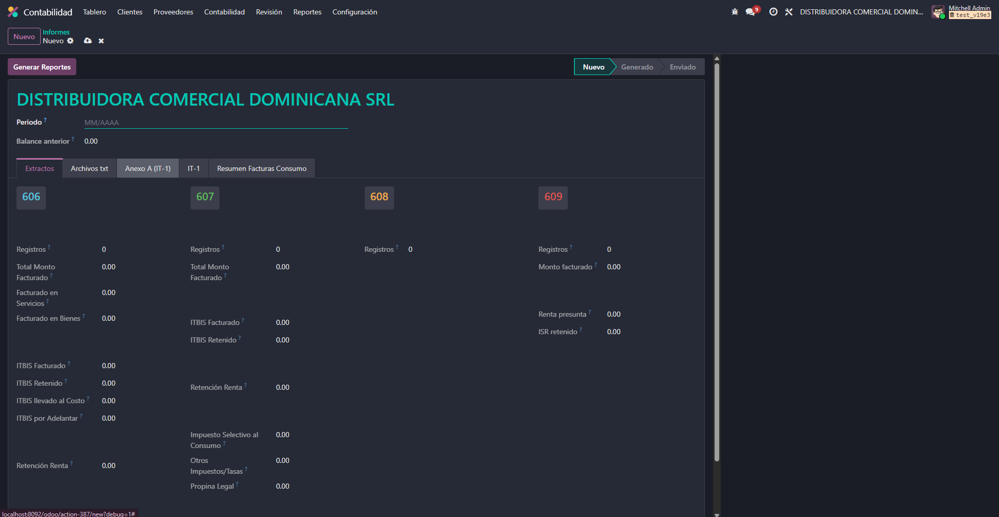 Contabilidad Tablero Clientes Proveedores Contabilidad Revisión Reportes Configuración 9 DISTRIBUIDORA COMERCIAL DOMIN... Mitchell Admin
test_v19e3
Nuevo Informes
Nuevo
Generar Reportes Nuevo Generado Enviado
DISTRIBUIDORA COMERCIAL DOMINICANA SRL
Periodo ? MM/AAAA
Balance anterior ? 0.00
Extractos Archivos txt Anexo A (IT-1) IT-1 Resumen Facturas Consumo
606 607 608 609
Registros ? 0 Registros ? 0 Registros ? 0 Registros ? 0
Total Monto Facturado ? 0.00 Total Monto Facturado ? 0.00 Monto facturado ? 0.00
Facturado en Servicios ? 0.00
Facturado en Bienes ? 0.00 ITBIS Facturado ? 0.00 Renta presunta ? 0.00
ITBIS Retenido ? 0.00 ISR retenido ? 0.00
ITBIS Facturado ? 0.00
ITBIS Retenido ? 0.00 Retención Renta ? 0.00
ITBIS llevado al Costo ? 0.00
ITBIS por Adelantar ? 0.00
Impuesto Selectivo al Consumo ? 0.00
Retención Renta ? 0.00 Otros Impuestos/Tasas ? 0.00
Propina Legal ? 0.00
localhost:8092/odoo/action-387/new?debug=1#